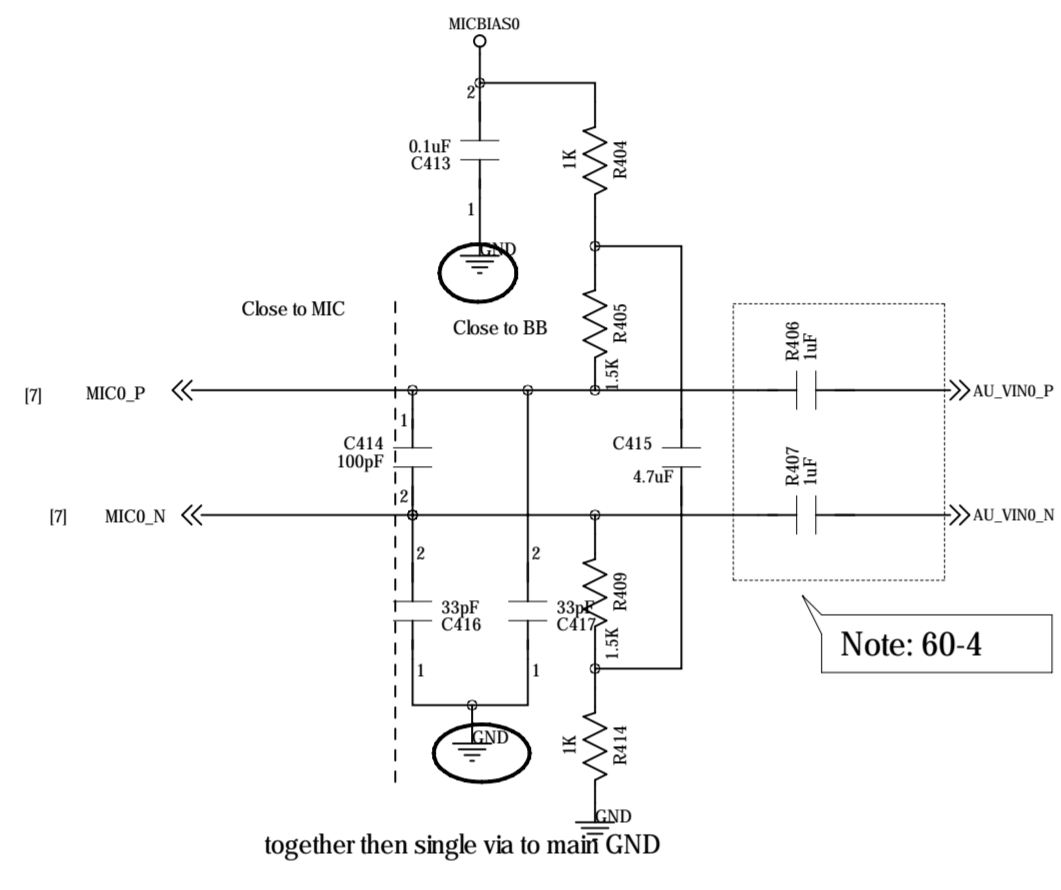 MICBIAS0
2
0.1uF
C413
1K
R404
1
GND
Close to MIC
Close to BB
R405
1.5K
R406
1uF
[7]
MIC0_P
AU_VIN0_P
1
C414
100pF
2
C415
4.7uF
R407
1uF
[7]
MIC0_N
AU_VIN0_N
2
2
33pF
C416
33pF
C417
R409
1.5K
1
1
Note: 60-4
GND
1K
R414
GND
together then single via to main GND